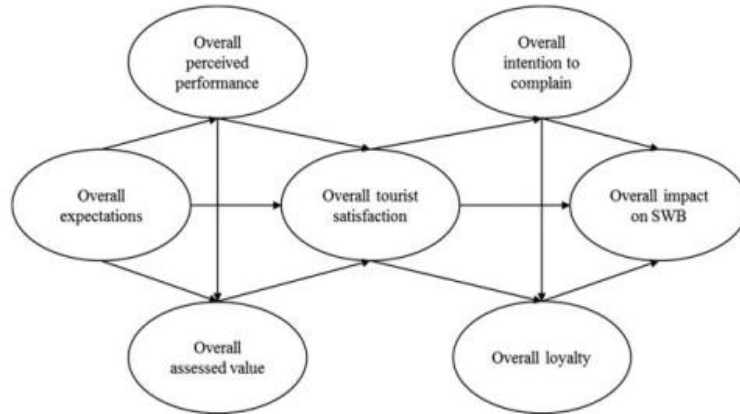 Overall
perceived
performance
Overall
intention to
complain
Overall
expectations
Overall tourist
satisfaction
Overall impact
on SWB
Overall
assessed value
Overall loyalty